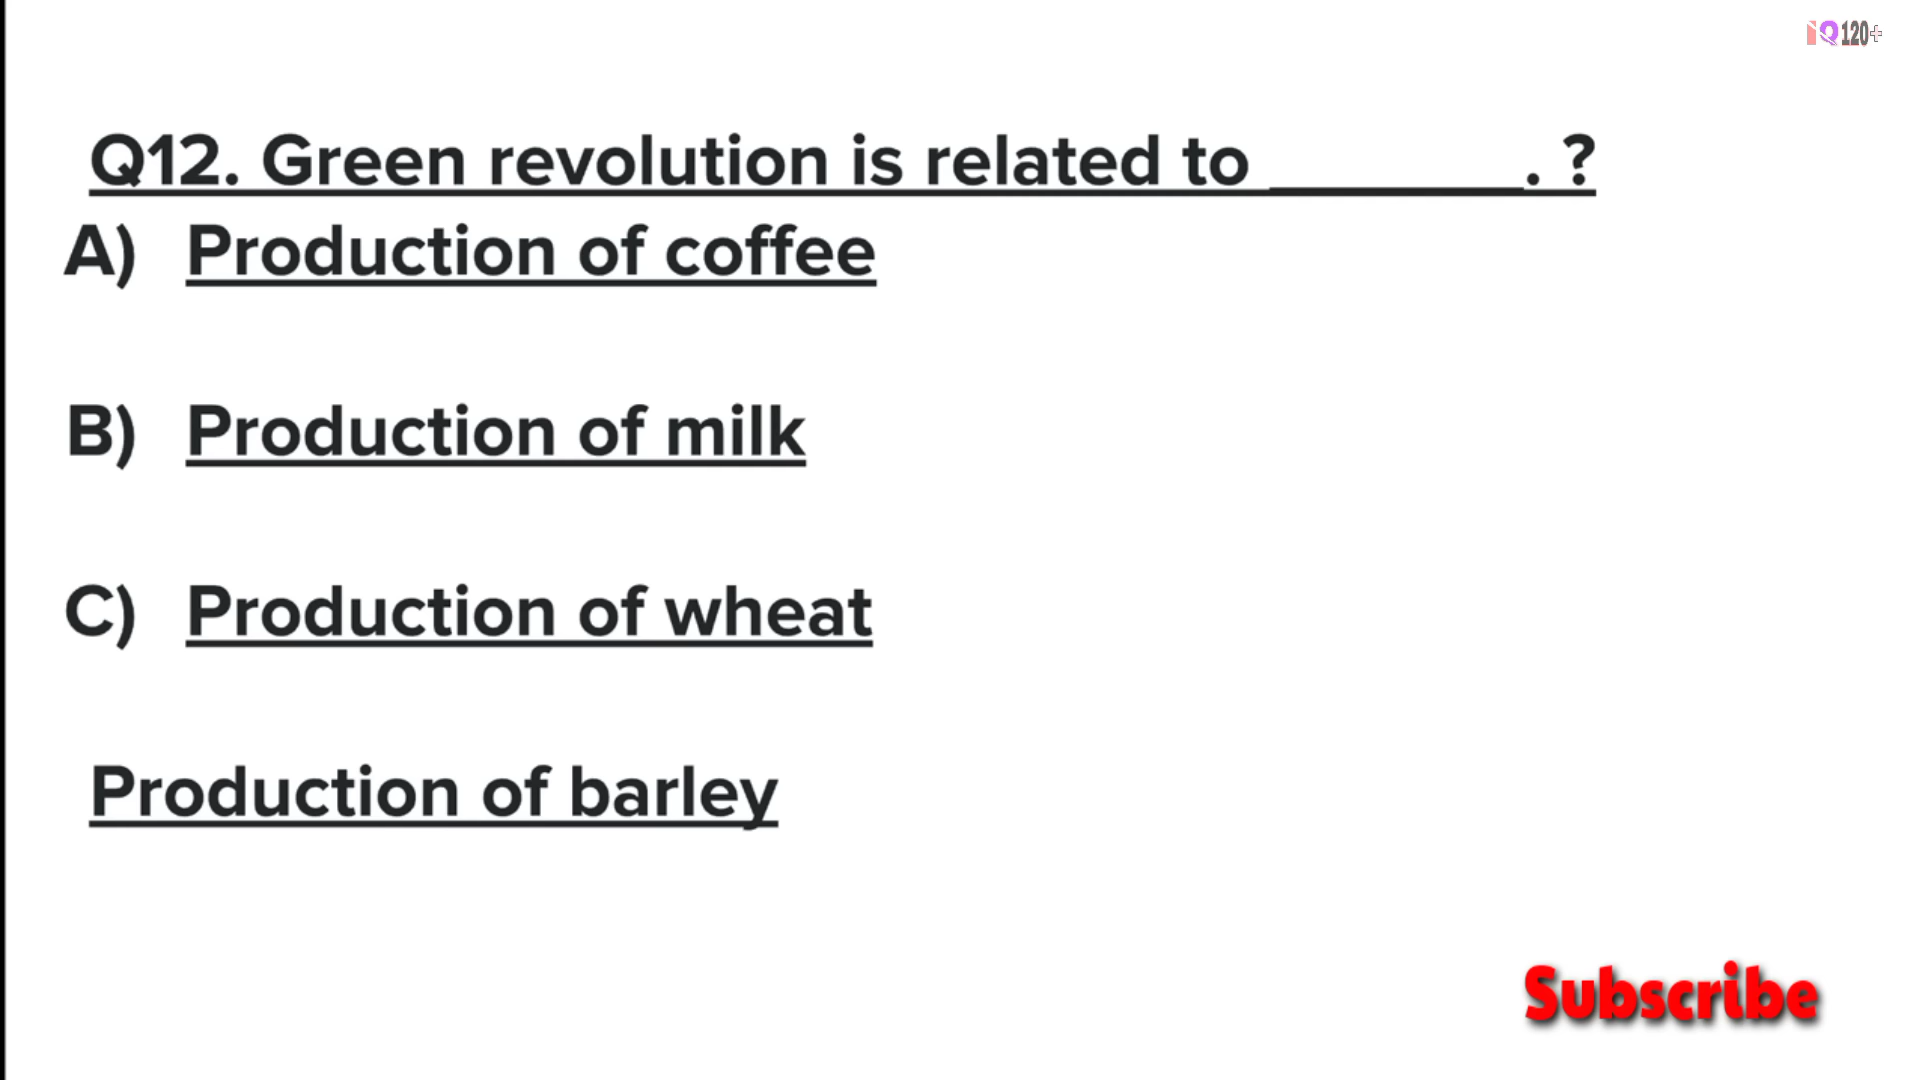 iQ120+
Q12. Green revolution is related to ________. ?
A) Production of coffee
B) Production of milk
C) Production of wheat
Production of barley
Subscribe